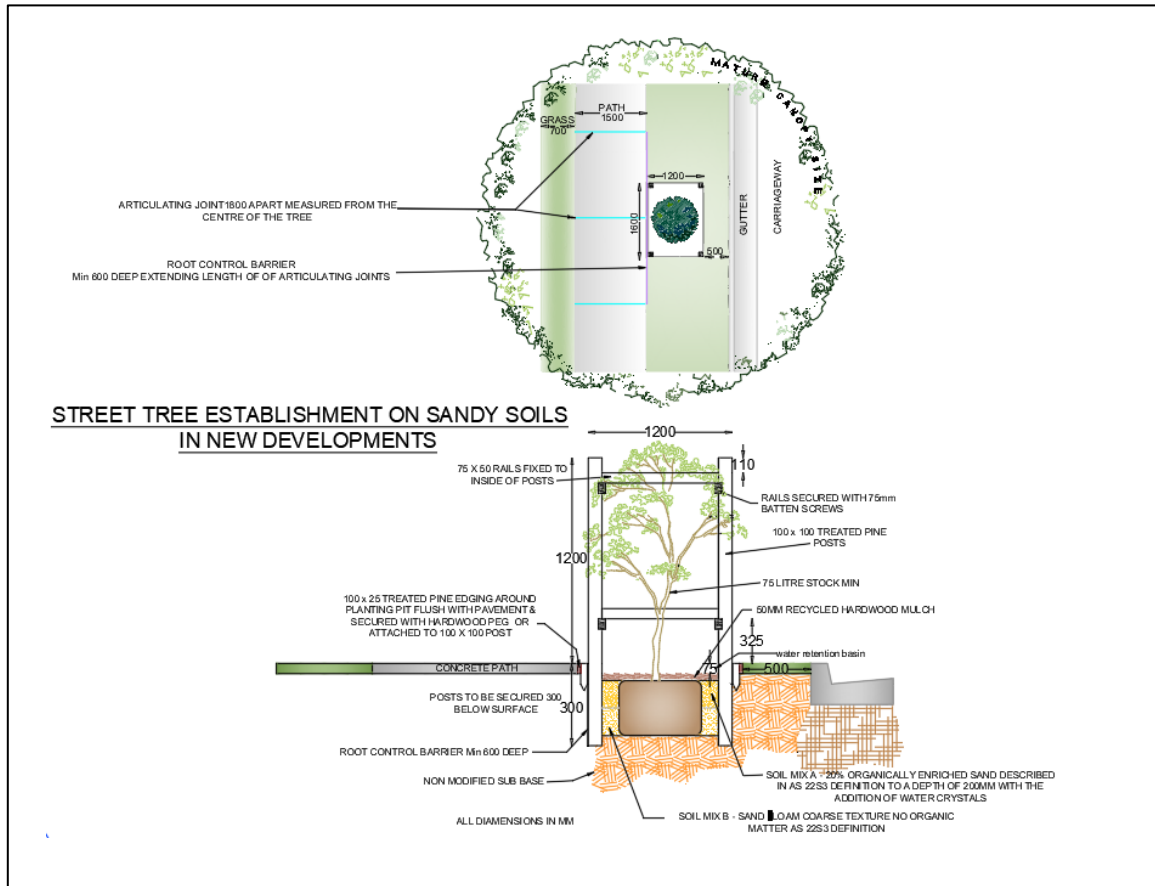 MATURE CANOPY SIZE
PATH
1500
GRASS
700
1200
1600
500
GUTTER
CARRIAGEWAY
ARTICULATING JOINT1800 APART MEASURED FROM THE
CENTRE OF THE TREE
ROOT CONTROL BARRIER
Min 600 DEEP EXTENDING LENGTH OF OF ARTICULATING JOINTS
STREET TREE ESTABLISHMENT ON SANDY SOILS
IN NEW DEVELOPMENTS
1200
110
75 X 50 RAILS FIXED TO
INSIDE OF POSTS
RAILS SECURED WITH 75mm
BATTEN SCREWS
100 x 100 TREATED PINE
POSTS
1200
75 LITRE STOCK MIN
100 x 25 TREATED PINE EDGING AROUND
PLANTING PIT FLUSH WITH PAVEMENT &
SECURED WITH HARDWOOD PEG OR
ATTACHED TO 100 X 100 POST
50MM RECYCLED HARDWOOD MULCH
325
water retention basin
CONCRETE PATH
75
500
POSTS TO BE SECURED 300
BELOW SURFACE
300
ROOT CONTROL BARRIER Min 600 DEEP
NON MODIFIED SUB BASE
SOIL MIX A - 20% ORGANICALLY ENRICHED SAND DESCRIBED
IN AS 22S3 DEFINITION TO A DEPTH OF 200MM WITH THE
ADDITION OF WATER CRYSTALS
ALL DIAMENSIONS IN MM
SOIL MIX B - SAND LOAM COARSE TEXTURE NO ORGANIC
MATTER AS 22S3 DEFINITION